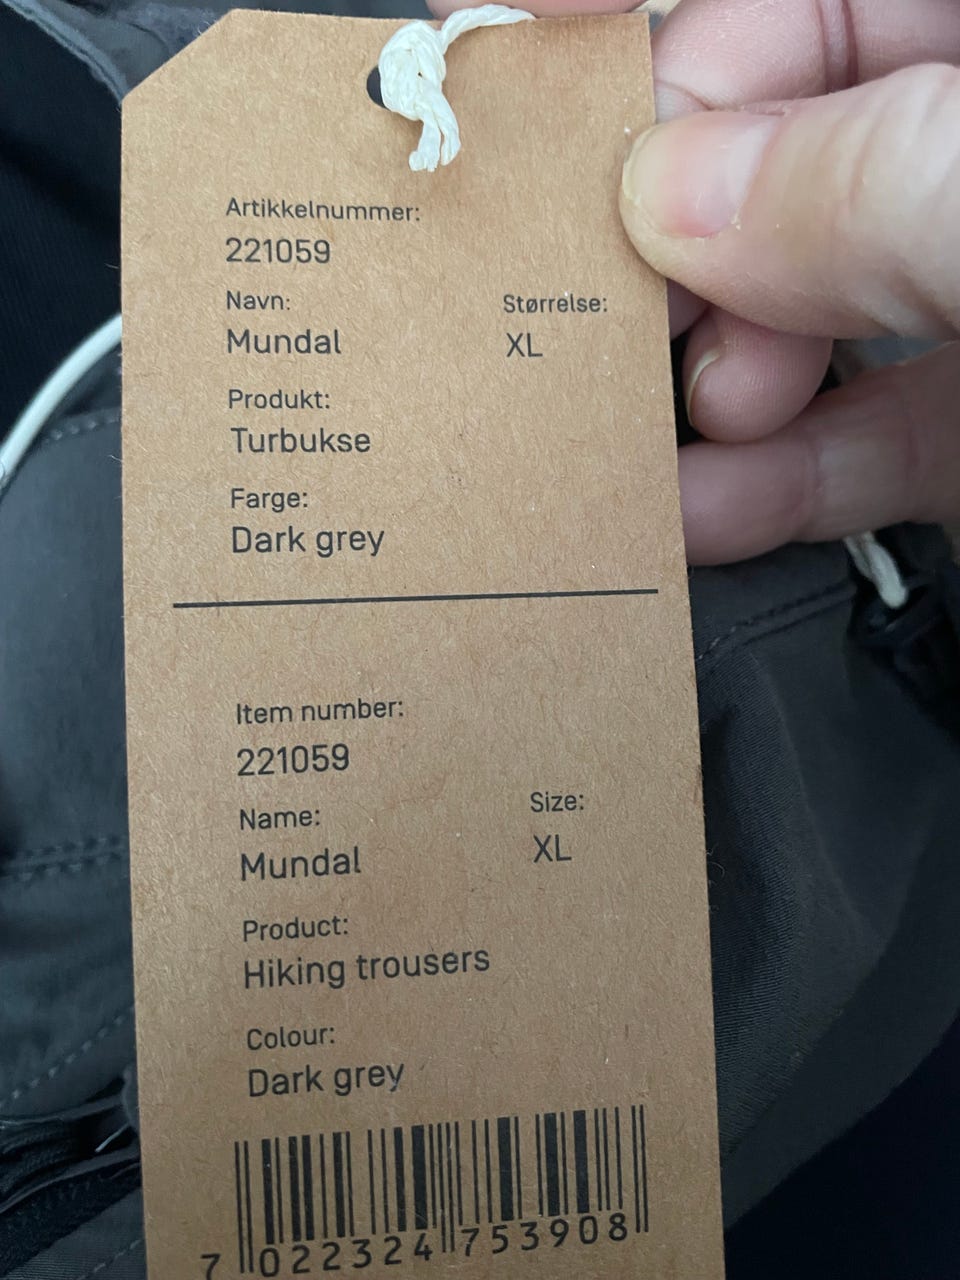 Artikkelnummer:
221059
Navn: Størrelse:
Mundal XL
Produkt:
Turbukse
Farge:
Dark grey
Item number:
221059
Name: Size:
Mundal XL
Product:
Hiking trousers
Colour:
Dark grey
7 022324 753908